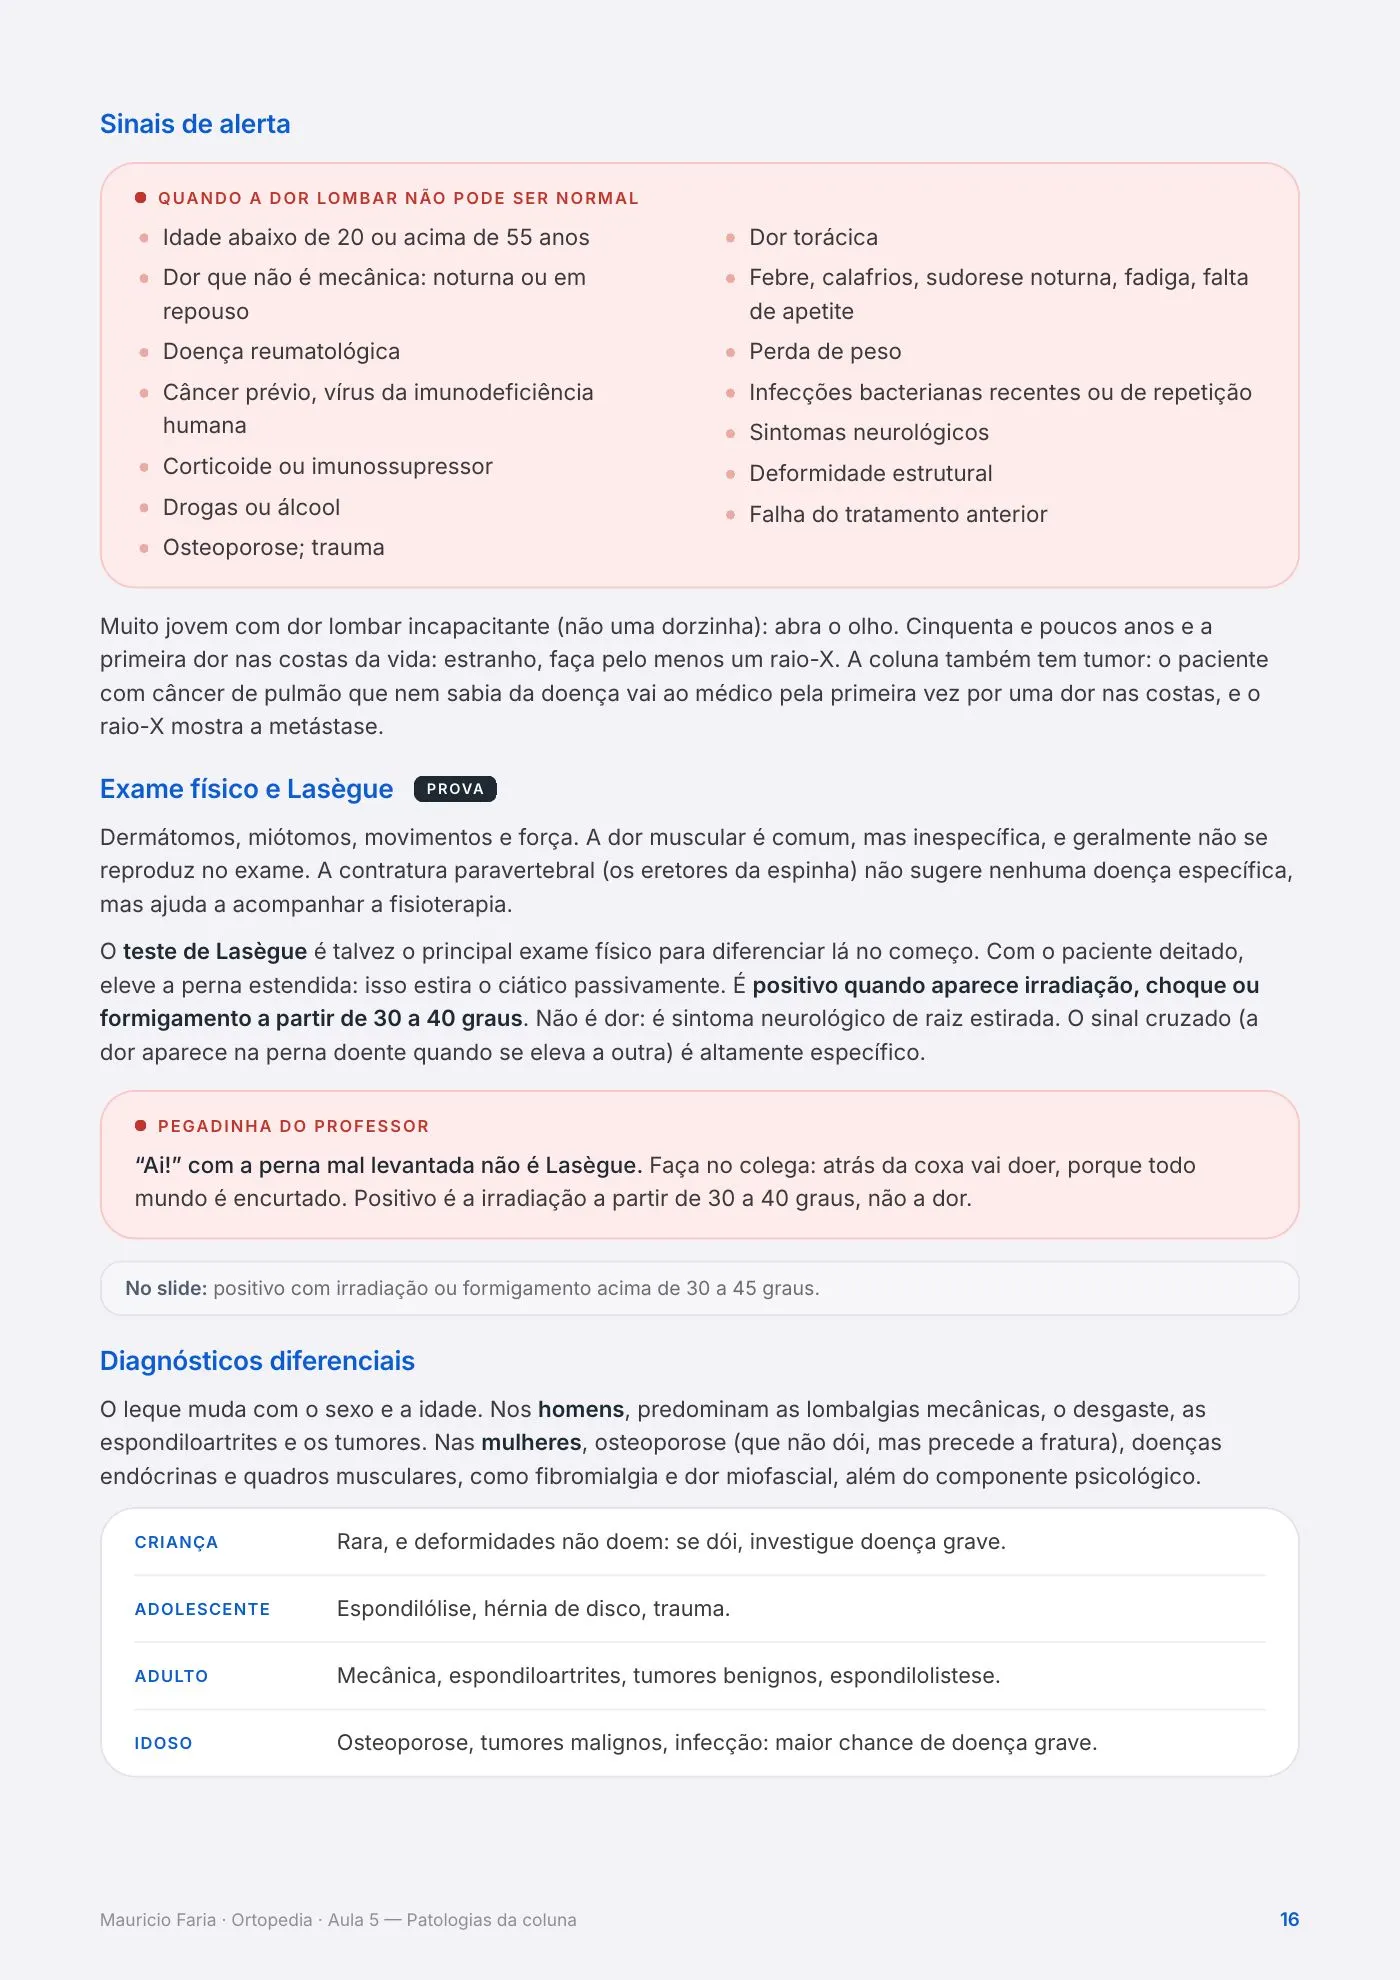 Sinais de alerta
QUANDO A DOR LOMBAR NÃO PODE SER NORMAL
Idade abaixo de 20 ou acima de 55 anos
Dor que não é mecânica: noturna ou em
repouso
Doença reumatológica
Câncer prévio, vírus da imunodeficiência
humana
Corticoide ou imunossupressor
Drogas ou álcool
Osteoporose; trauma
Dor torácica
Febre, calafrios, sudorese noturna, fadiga, falta
de apetite
Perda de peso
Infecções bacterianas recentes ou de repetição
Sintomas neurológicos
Deformidade estrutural
Falha do tratamento anterior
Muito jovem com dor lombar incapacitante (não uma dorzinha): abra o olho. Cinquenta e poucos anos e a
primeira dor nas costas da vida: estranho, faça pelo menos um raio-X. A coluna também tem tumor: o paciente
com câncer de pulmão que nem sabia da doença vai ao médico pela primeira vez por uma dor nas costas, e o
raio-X mostra a metástase.
Exame físico e Lasègue PROVA
Dermátomos, miótomos, movimentos e força. A dor muscular é comum, mas inespecífica, e geralmente não se
reproduz no exame. A contratura paravertebral (os eretores da espinha) não sugere nenhuma doença específica,
mas ajuda a acompanhar a fisioterapia.
O teste de Lasègue é talvez o principal exame físico para diferenciar lá no começo. Com o paciente deitado,
eleve a perna estendida: isso estira o ciático passivamente. É positivo quando aparece irradiação, choque ou
formigamento a partir de 30 a 40 graus. Não é dor: é sintoma neurológico de raiz estirada. O sinal cruzado (a
dor aparece na perna doente quando se eleva a outra) é altamente específico.
PEGADINHA DO PROFESSOR
“Ai!” com a perna mal levantada não é Lasègue. Faça no colega: atrás da coxa vai doer, porque todo
mundo é encurtado. Positivo é a irradiação a partir de 30 a 40 graus, não a dor.
No slide: positivo com irradiação ou formigamento acima de 30 a 45 graus.
Diagnósticos diferenciais
O leque muda com o sexo e a idade. Nos homens, predominam as lombalgias mecânicas, o desgaste, as
espondiloartrites e os tumores. Nas mulheres, osteoporose (que não dói, mas precede a fratura), doenças
endócrinas e quadros musculares, como fibromialgia e dor miofascial, além do componente psicológico.
CRIANÇA Rara, e deformidades não doem: se dói, investigue doença grave.
ADOLESCENTE Espondilólise, hérnia de disco, trauma.
ADULTO Mecânica, espondiloartrites, tumores benignos, espondilolistese.
IDOSO Osteoporose, tumores malignos, infecção: maior chance de doença grave.
Mauricio Faria · Ortopedia · Aula 5 — Patologias da coluna 16